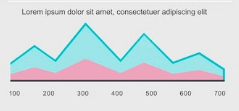 Lorem ipsum dolor sit amet, consectetuer adipiscing elit
100 200 300 400 500 600 700